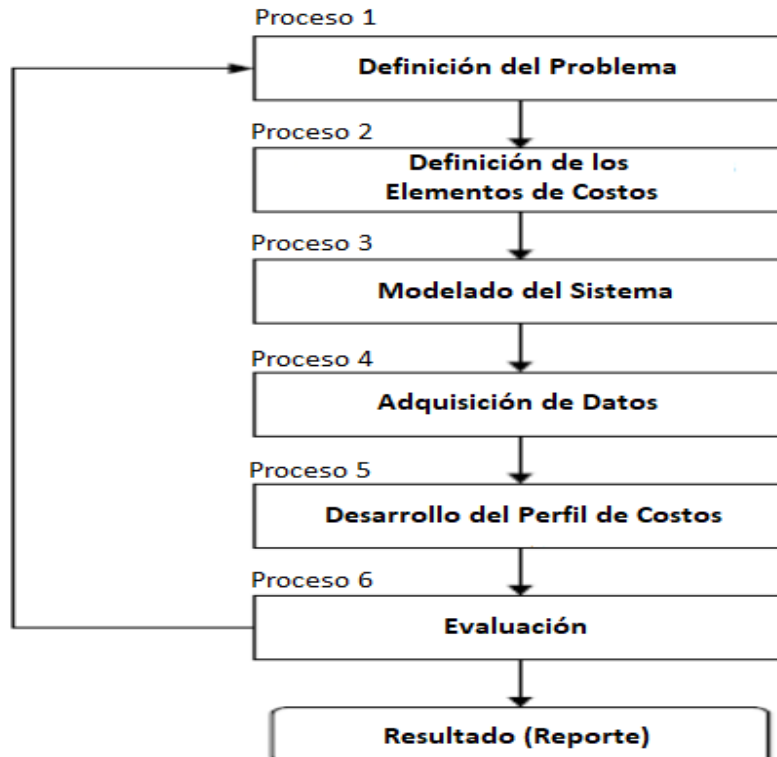 Proceso 1
Definición del Problema
Proceso 2
Definición de los
Elementos de Costos
Proceso 3
Modelado del Sistema
Proceso 4
Adquisición de Datos
Proceso 5
Desarrollo del Perfil de Costos
Proceso 6
Evaluación
Resultado (Reporte)